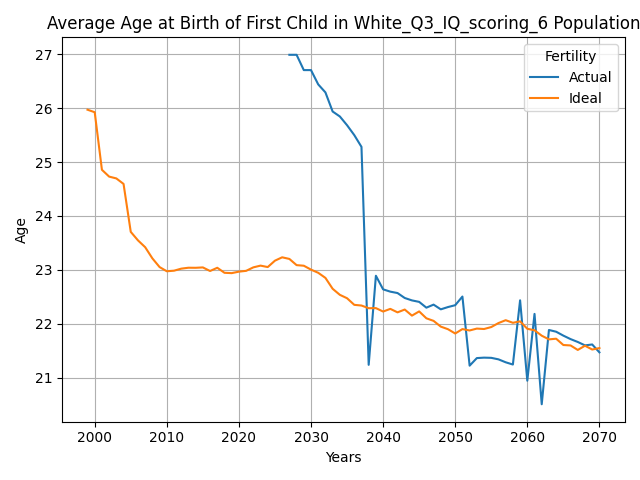 Average Age at Birth of First Child in White_Q3_IQ_scoring_6 Population
Fertility
Actual
Ideal
27
26
25
24
23
22
21
Age
2000 2010 2020 2030 2040 2050 2060 2070
Years